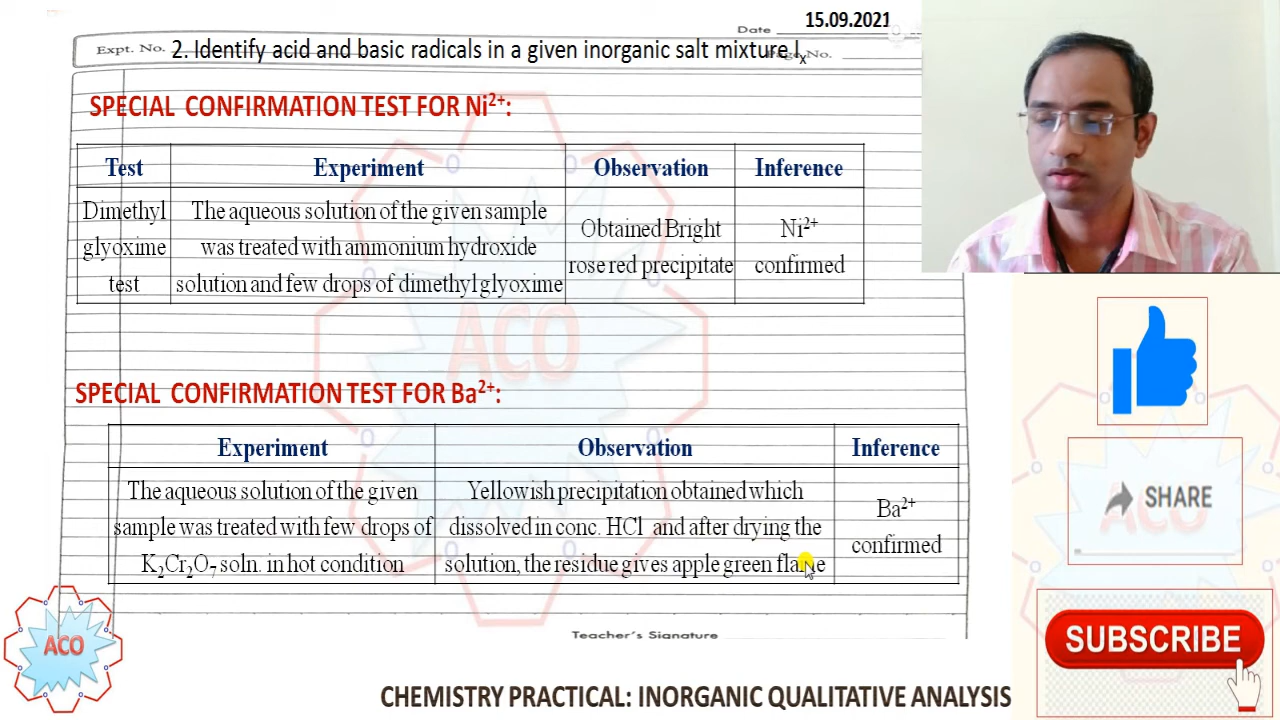 15.09.2021
Date
Expt. No. 2. Identify acid and basic radicals in a given inorganic salt mixture Ix
Page No.
SPECIAL CONFIRMATION TEST FOR Ni2+:
Test Experiment Observation Inference
Dimethyl glyoxime test
The aqueous solution of the given sample
was treated with ammonium hydroxide
solution and few drops of dimethyl glyoxime
Obtained Bright
rose red precipitate
Ni2+
confirmed
ACO
SPECIAL CONFIRMATION TEST FOR Ba2+:
Experiment Observation Inference
The aqueous solution of the given
sample was treated with few drops of
K2Cr2O7 soln. in hot condition
Yellowish precipitation obtained which
dissolved in conc. HCl and after drying the
solution, the residue gives apple green flame
Ba2+
confirmed
Teacher's Signature
ACO
CHEMISTRY PRACTICAL: INORGANIC QUALITATIVE ANALYSIS
SHARE
SUBSCRIBE